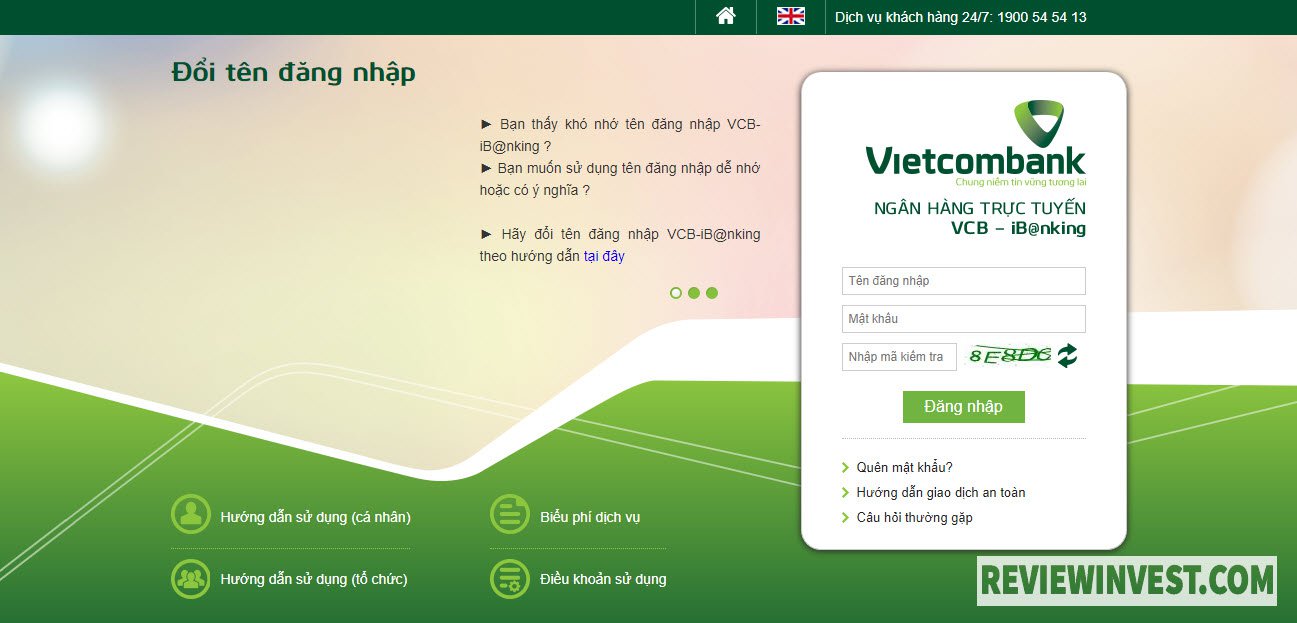 Dịch vụ khách hàng 24/7: 1900 54 54 13
Đổi tên đăng nhập
► Bạn thấy khó nhớ tên đăng nhập VCB-
iB@nking ?
► Bạn muốn sử dụng tên đăng nhập dễ nhớ
hoặc có ý nghĩa ?
► Hãy đổi tên đăng nhập VCB-iB@nking
theo hướng dẫn tại đây
Vietcombank
Chung niềm tin vững tương lai
NGÂN HÀNG TRỰC TUYẾN
VCB – iB@nking
Tên đăng nhập
Mật khẩu
Nhập mã kiểm tra
8E8DG
Đăng nhập
Quên mật khẩu?
Hướng dẫn giao dịch an toàn
Câu hỏi thường gặp
Hướng dẫn sử dụng (cá nhân)
Biểu phí dịch vụ
Hướng dẫn sử dụng (tổ chức)
Điều khoản sử dụng
REVIEWINVEST.COM